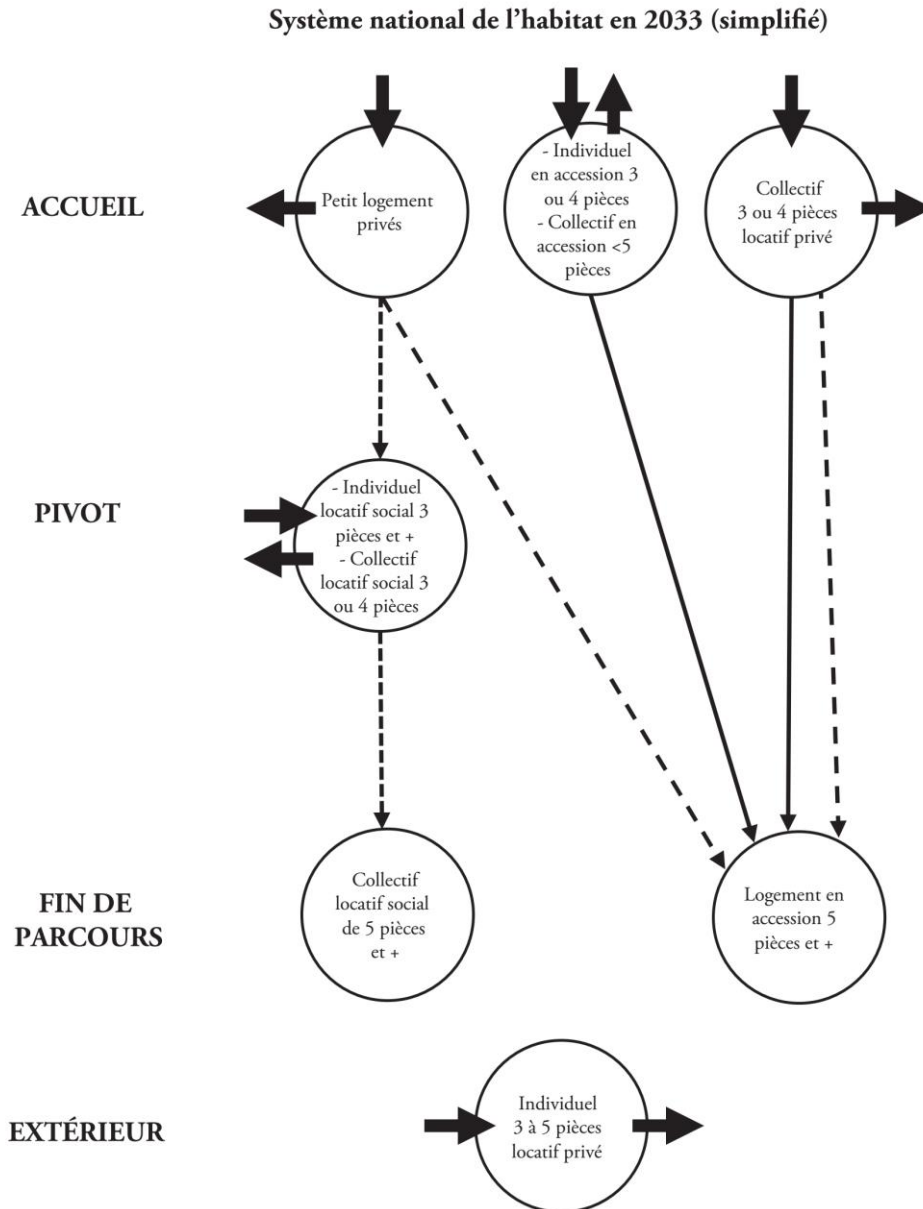 Système national de l’habitat en 2033 (simplifié)
ACCUEIL
Petit logement
privés
- Individuel
en accession 3
ou 4 pièces
- Collectif en
accession <5
pièces
Collectif
3 ou 4 pièces
locatif privé
PIVOT
- Individuel
locatif social 3
pièces et +
- Collectif
locatif social 3
ou 4 pièces
FIN DE
PARCOURS
Collectif
locatif social
de 5 pièces
et +
Logement en
accession 5
pièces et +
EXTÉRIEUR
Individuel
3 à 5 pièces
locatif privé